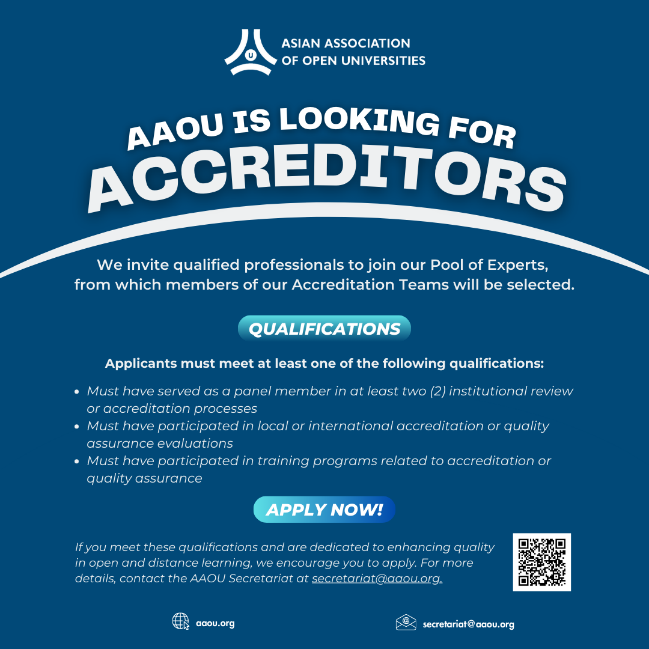 ASIAN ASSOCIATION
OF OPEN UNIVERSITIES
AAOU IS LOOKING FOR
ACCREDITORS
We invite qualified professionals to join our Pool of Experts,
from which members of our Accreditation Teams will be selected.
QUALIFICATIONS
Applicants must meet at least one of the following qualifications:
• Must have served as a panel member in at least two (2) institutional review
or accreditation processes
• Must have participated in local or international accreditation or quality
assurance evaluations
• Must have participated in training programs related to accreditation or
quality assurance
APPLY NOW!
If you meet these qualifications and are dedicated to enhancing quality
in open and distance learning, we encourage you to apply. For more
details, contact the AAOU Secretariat at secretariat@aaou.org.
aaou.org
secretariat@aaou.org